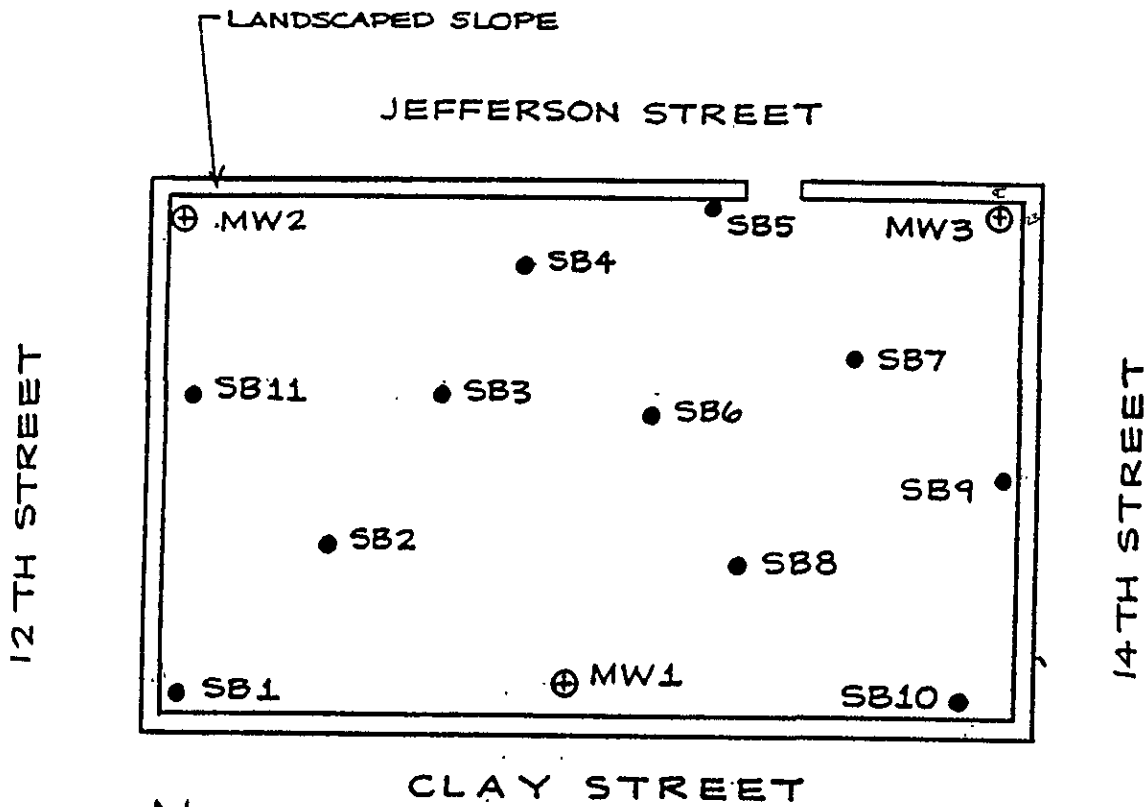 LANDSCAPED SLOPE
JEFFERSON STREET
MW2
SB5
MW3
SB4
SB7
SB11
SB3
SB6
12TH STREET
14TH STREET
SB9
SB2
SB8
SB1
MW1
SB10
CLAY STREET
N